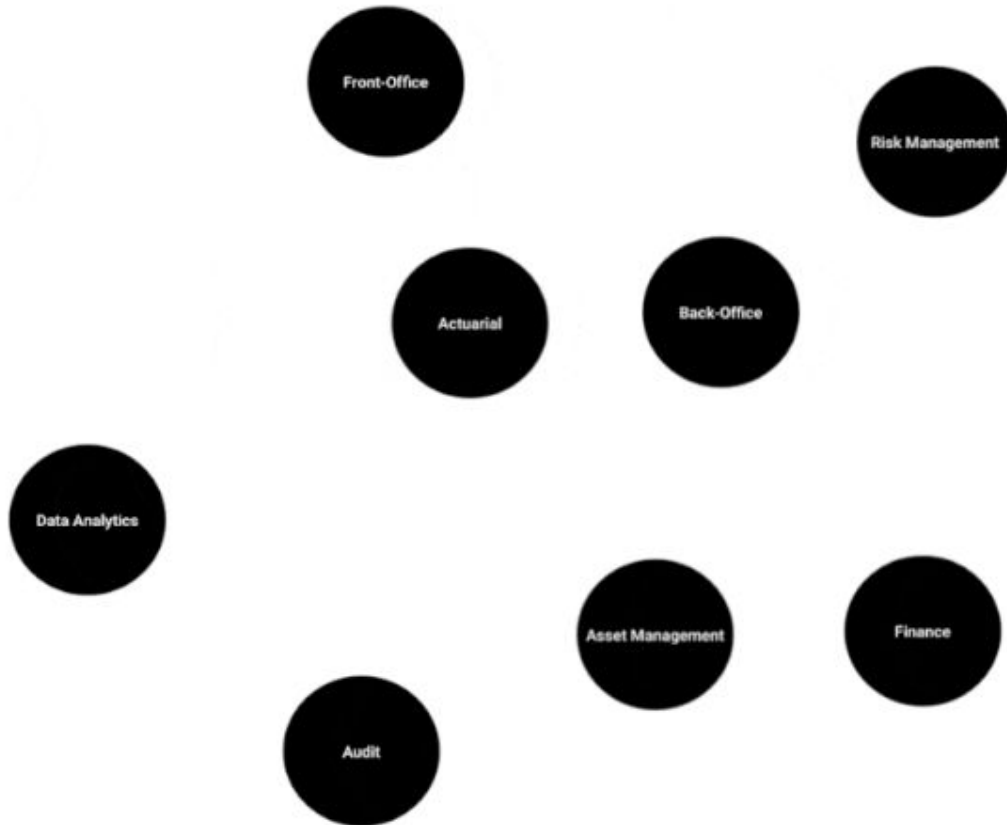 Front-Office
Risk Management
Back-Office
Actuarial
Data Analytics
Asset Management
Finance
Audit